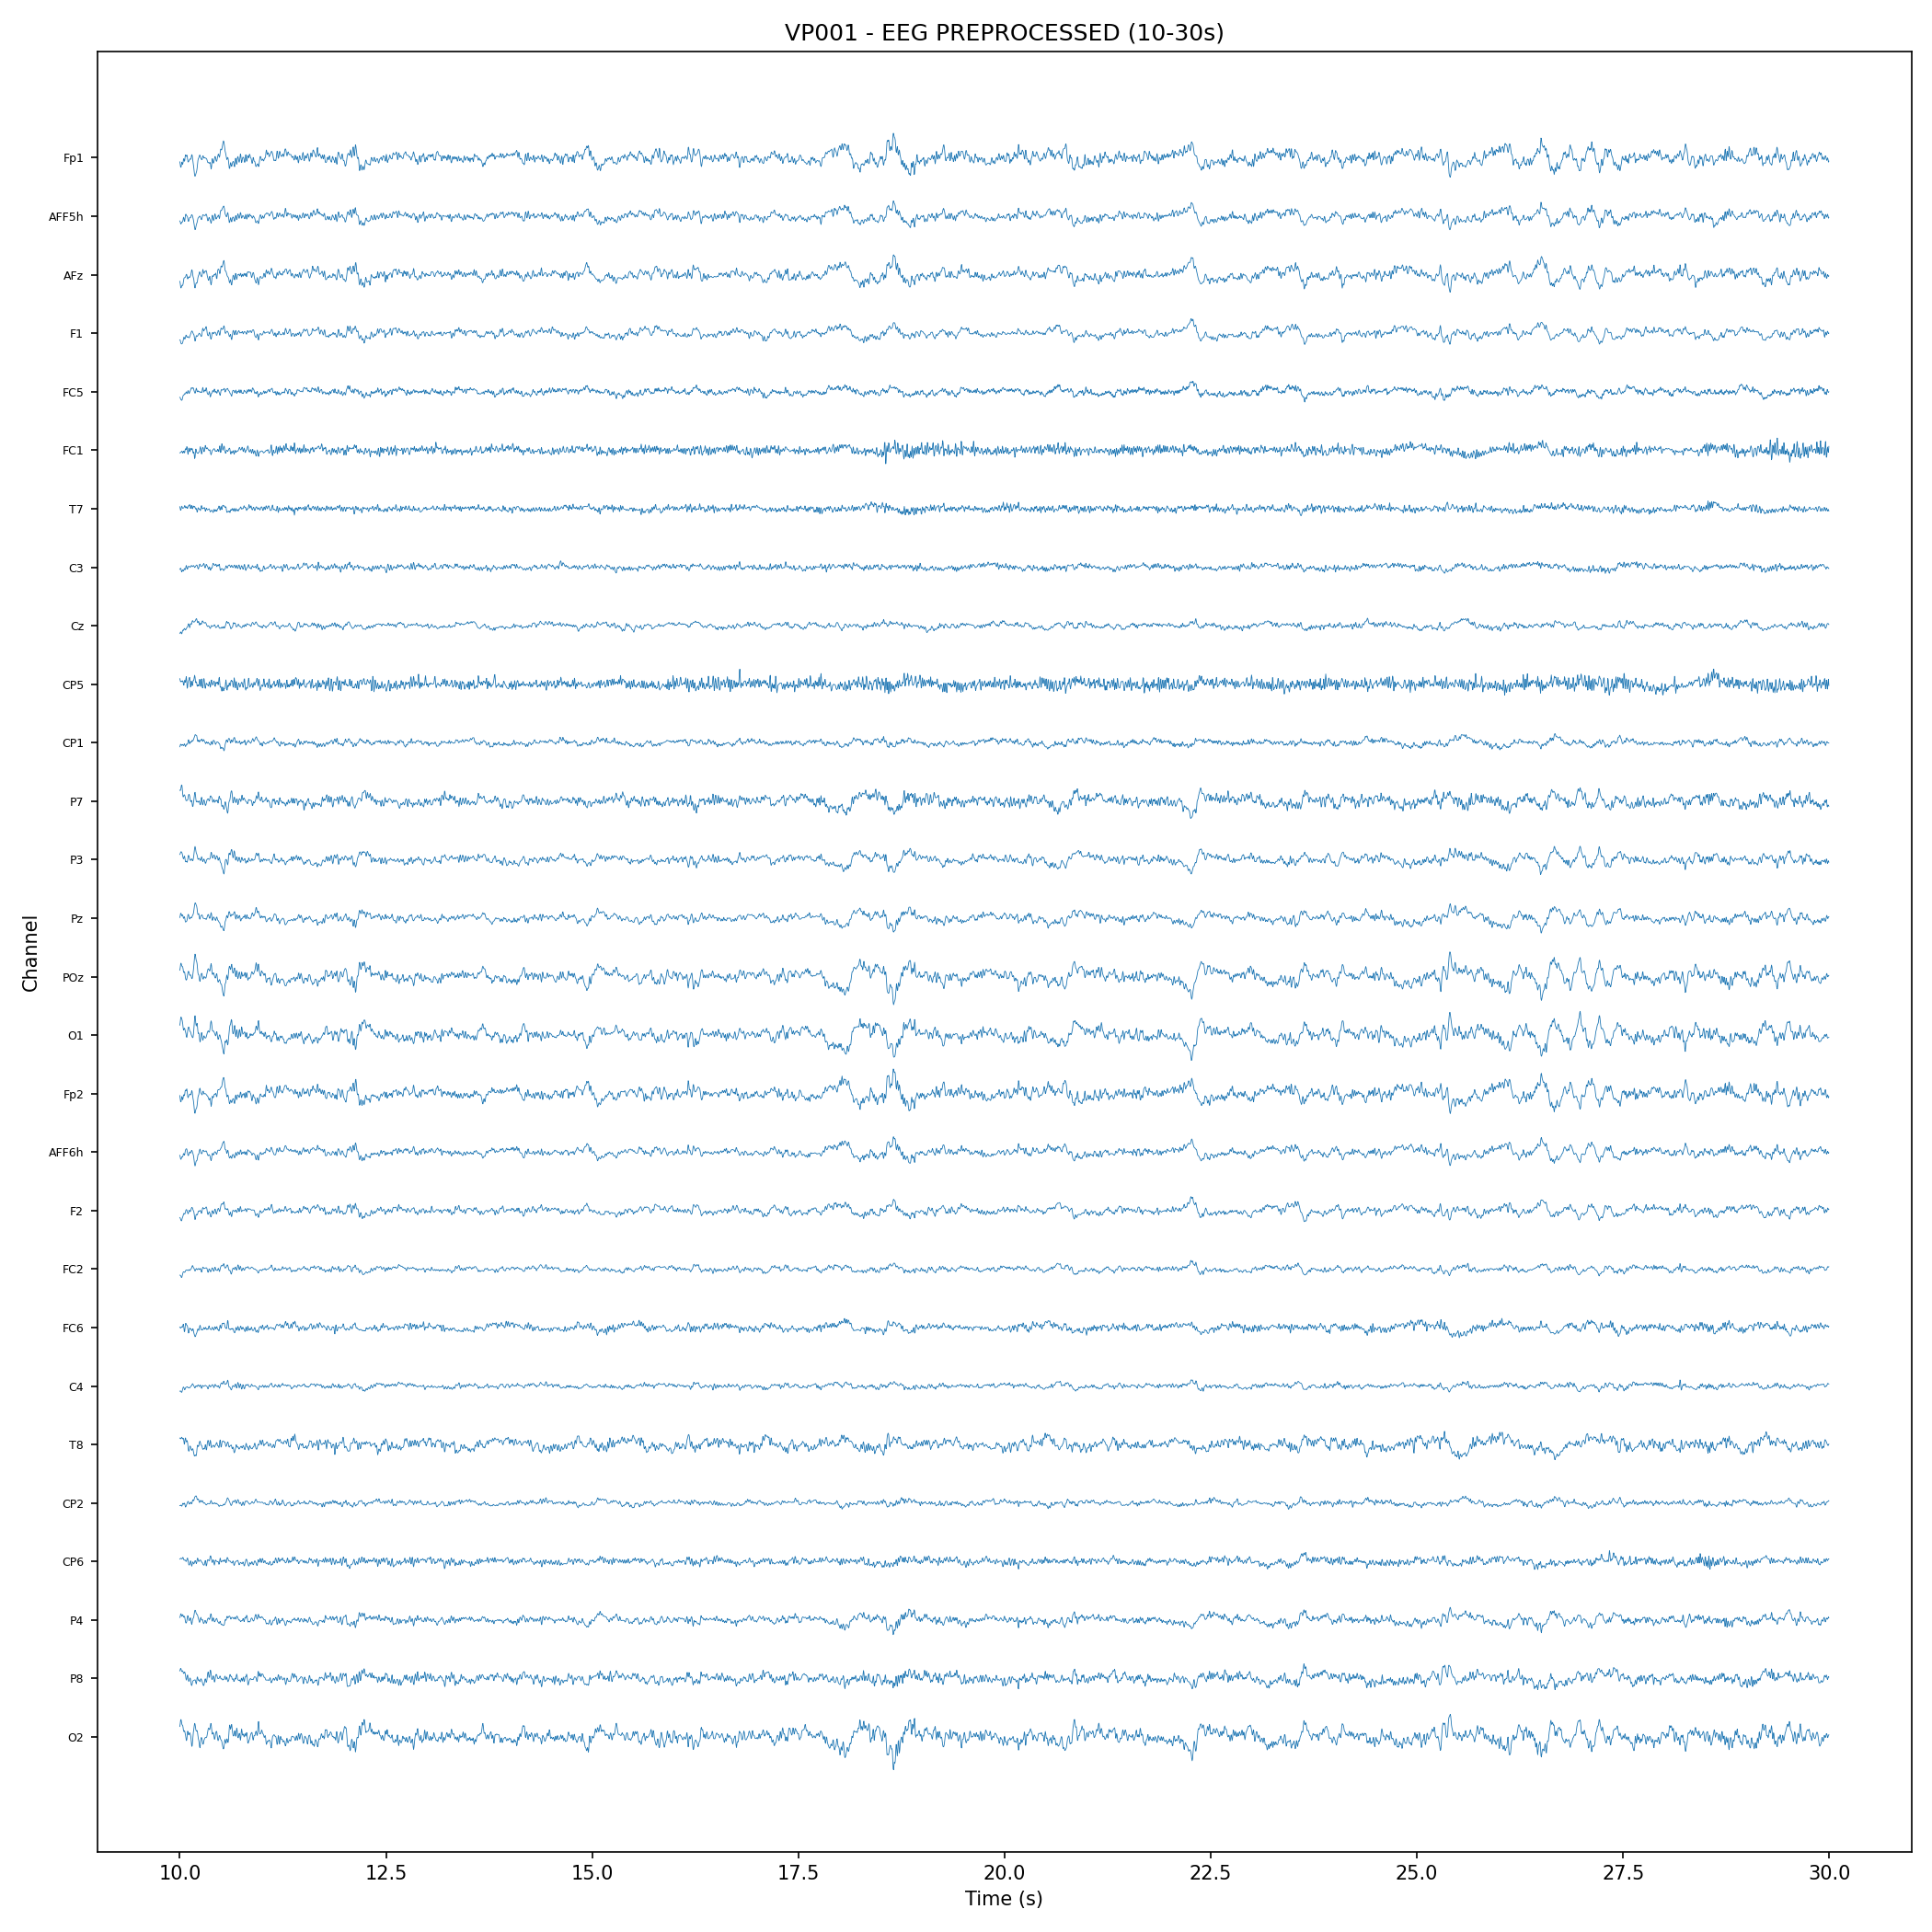 VP001 - EEG PREPROCESSED (10-30s)
Fp1
AFF5h
AFz
F1
FC5
FC1
T7
C3
Cz
CP5
CP1
P7
P3
Pz
POz
O1
Fp2
AFF6h
F2
FC2
FC6
C4
T8
CP2
CP6
P4
P8
O2
Channel
10.0 12.5 15.0 17.5 20.0 22.5 25.0 27.5 30.0
Time (s)